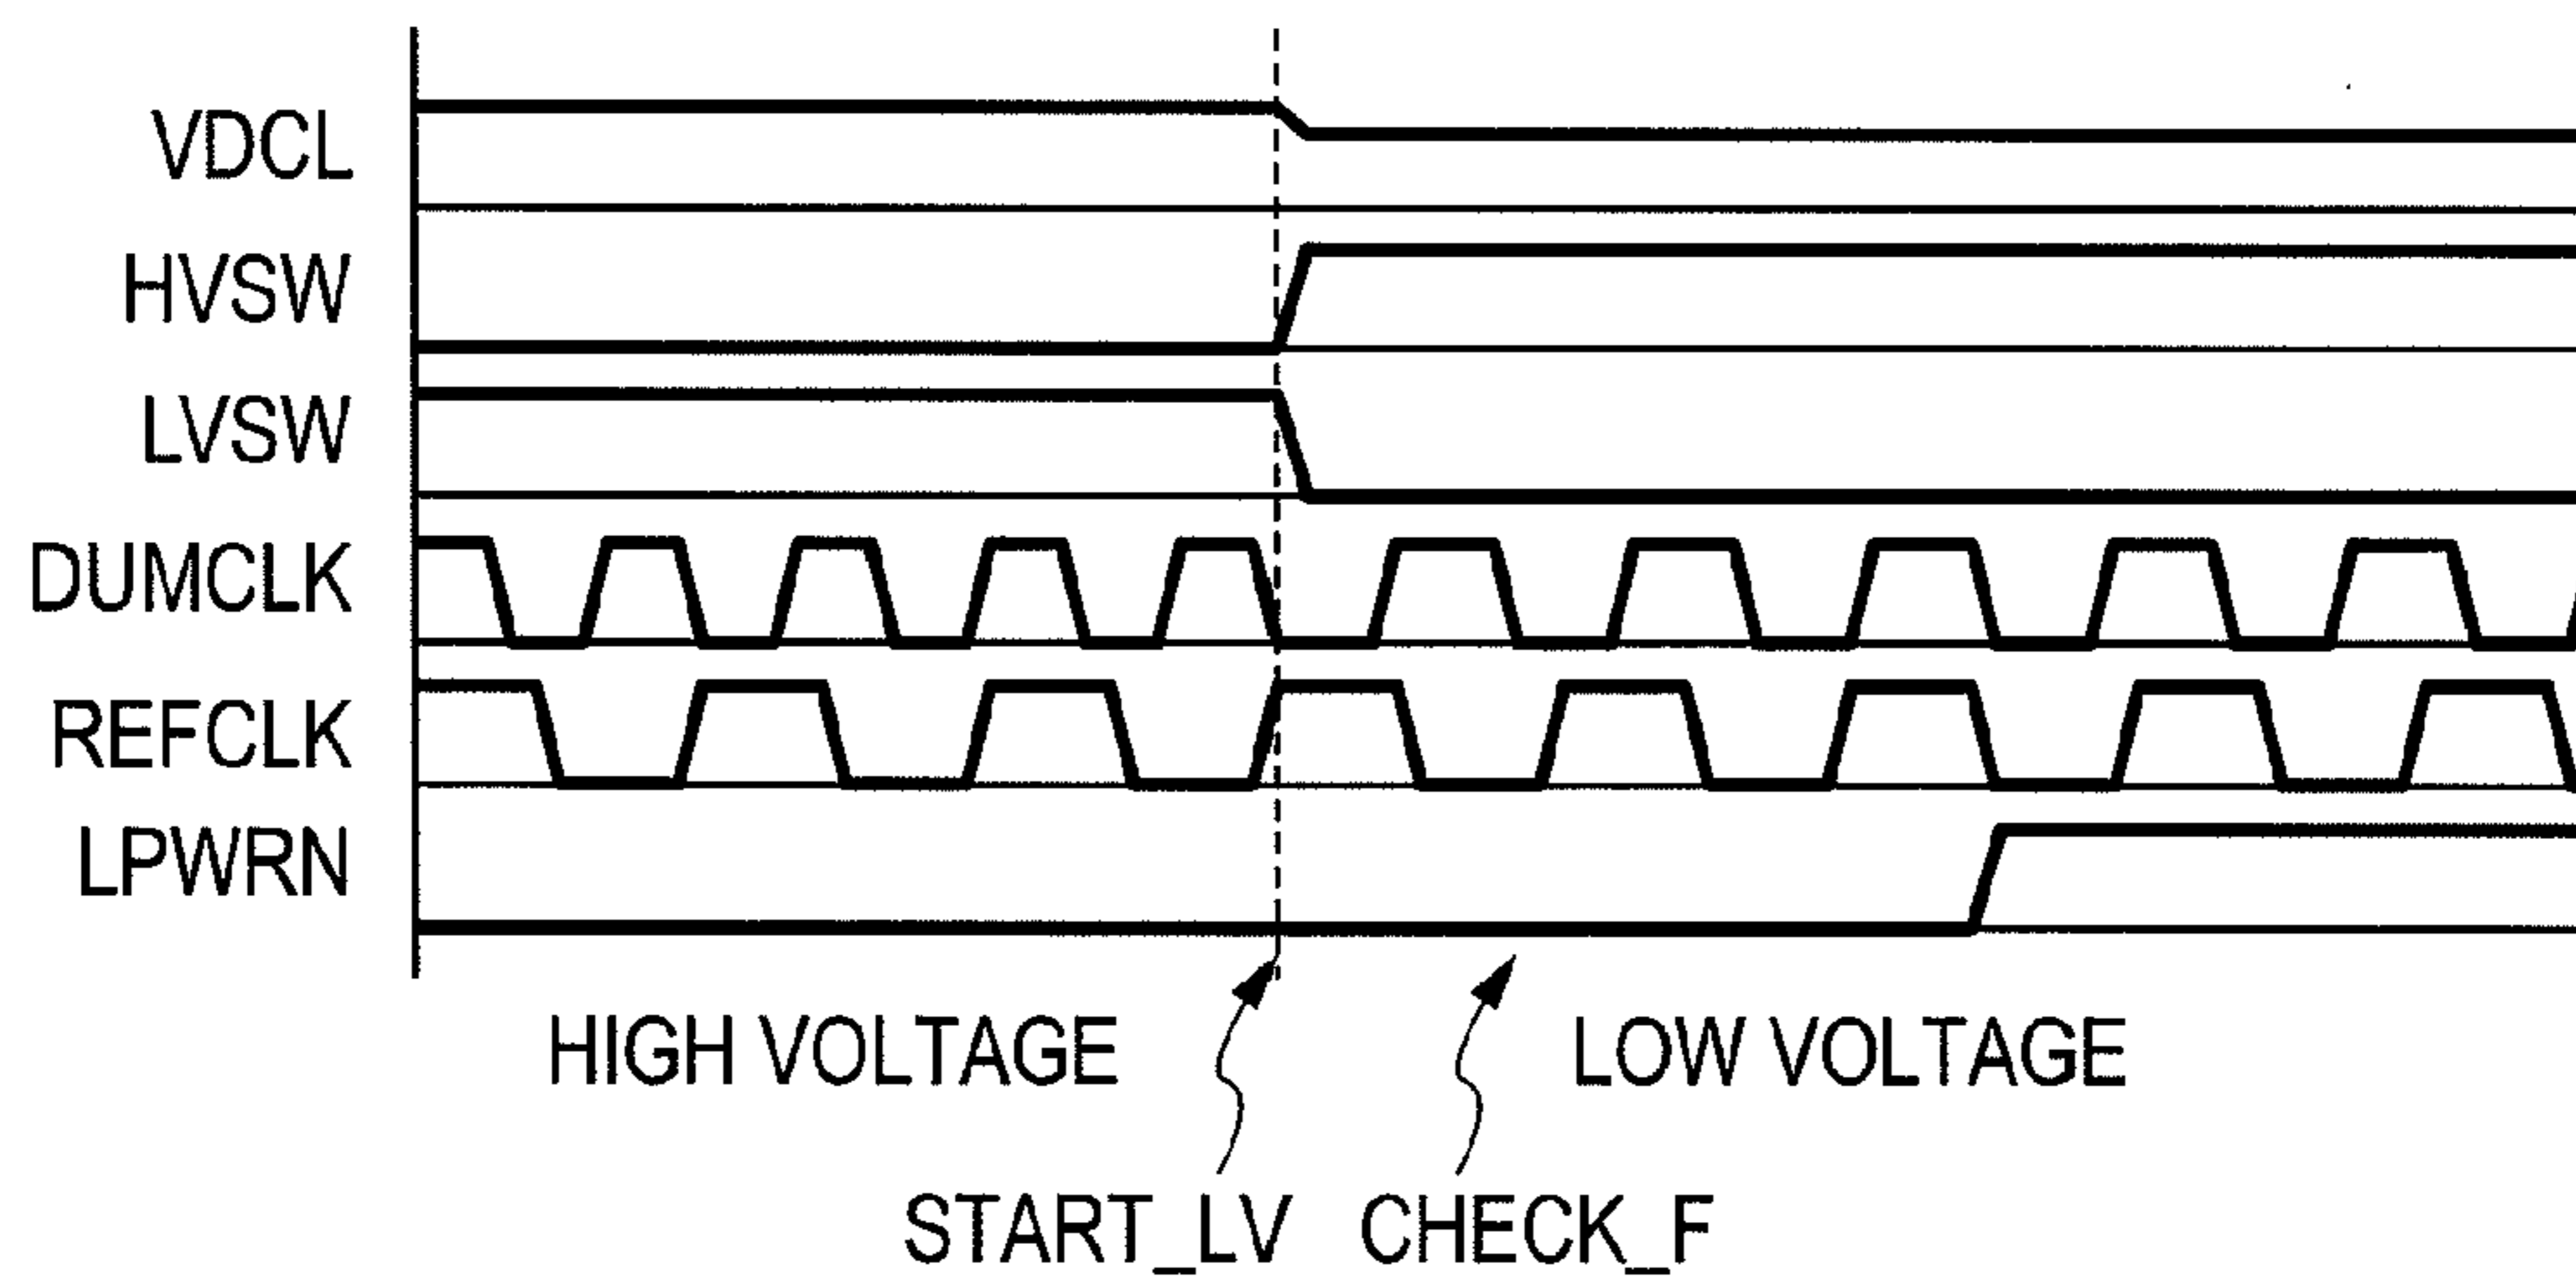 VDCL
HVSW
LVSW
DUMCLK
REFCLK
LPWRN
HIGH VOLTAGE LOW VOLTAGE
START_LV CHECK_F